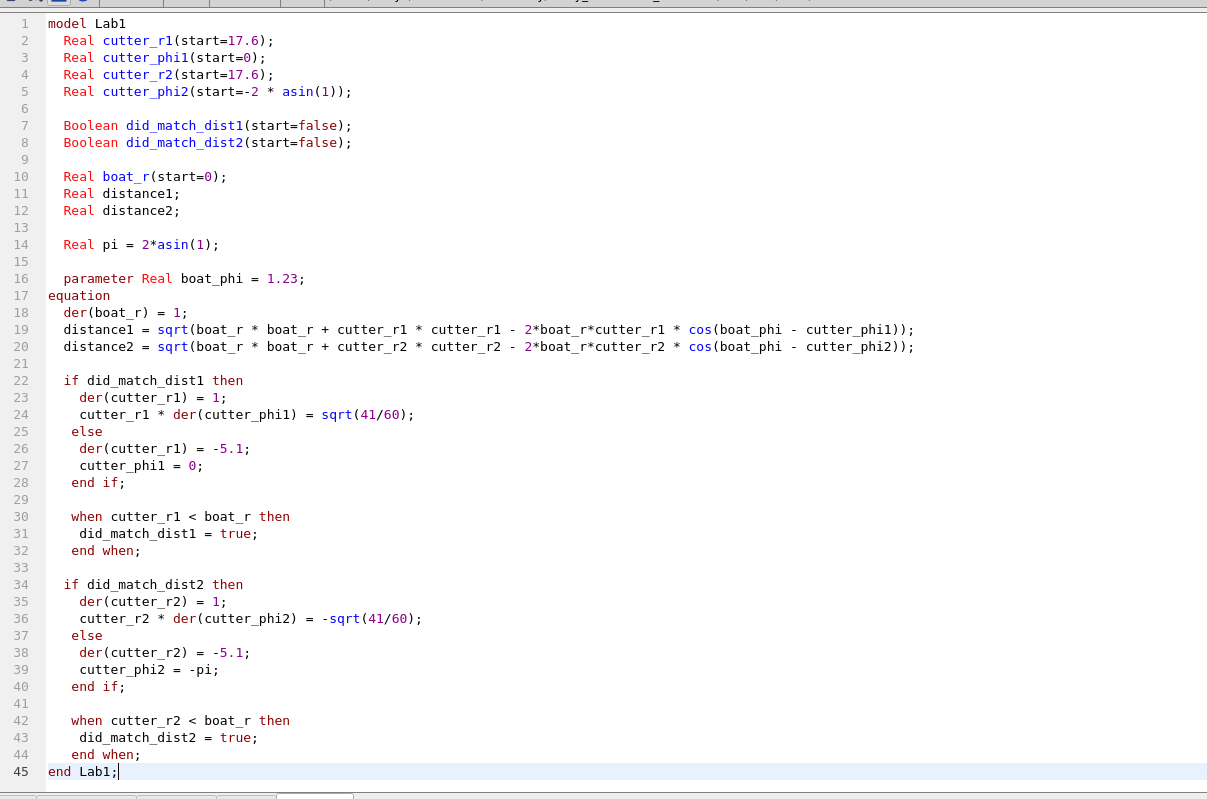 1 model Lab1
2   Real cutter_r1(start=17.6);
3   Real cutter_phi1(start=0);
4   Real cutter_r2(start=17.6);
5   Real cutter_phi2(start=-2 * asin(1));
6
7   Boolean did_match_dist1(start=false);
8   Boolean did_match_dist2(start=false);
9
10   Real boat_r(start=0);
11   Real distance1;
12   Real distance2;
13
14   Real pi = 2*asin(1);
15
16   parameter Real boat_phi = 1.23;
17 equation
18   der(boat_r) = 1;
19   distance1 = sqrt(boat_r * boat_r + cutter_r1 * cutter_r1 - 2*boat_r*cutter_r1 * cos(boat_phi - cutter_phi1));
20   distance2 = sqrt(boat_r * boat_r + cutter_r2 * cutter_r2 - 2*boat_r*cutter_r2 * cos(boat_phi - cutter_phi2));
21
22   if did_match_dist1 then
23     der(cutter_r1) = 1;
24     cutter_r1 * der(cutter_phi1) = sqrt(41/60);
25    else
26     der(cutter_r1) = -5.1;
27     cutter_phi1 = 0;
28    end if;
29
30    when cutter_r1 < boat_r then
31     did_match_dist1 = true;
32    end when;
33
34   if did_match_dist2 then
35     der(cutter_r2) = 1;
36     cutter_r2 * der(cutter_phi2) = -sqrt(41/60);
37    else
38     der(cutter_r2) = -5.1;
39     cutter_phi2 = -pi;
40    end if;
41
42    when cutter_r2 < boat_r then
43     did_match_dist2 = true;
44    end when;
45 end Lab1;